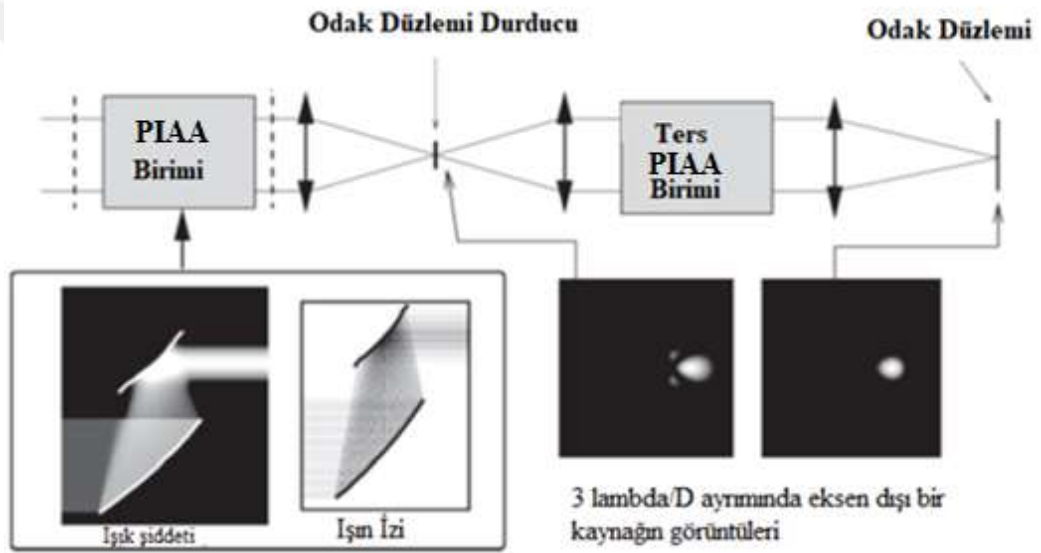 Odak Düzlemi Durducu
Odak Düzlemi
PIAA
Birimi
Ters
PIAA
Birimi
Işık şiddeti
Işın İzi
3 lambda/D ayrımında eksen dışı bir
kaynağın görüntüleri